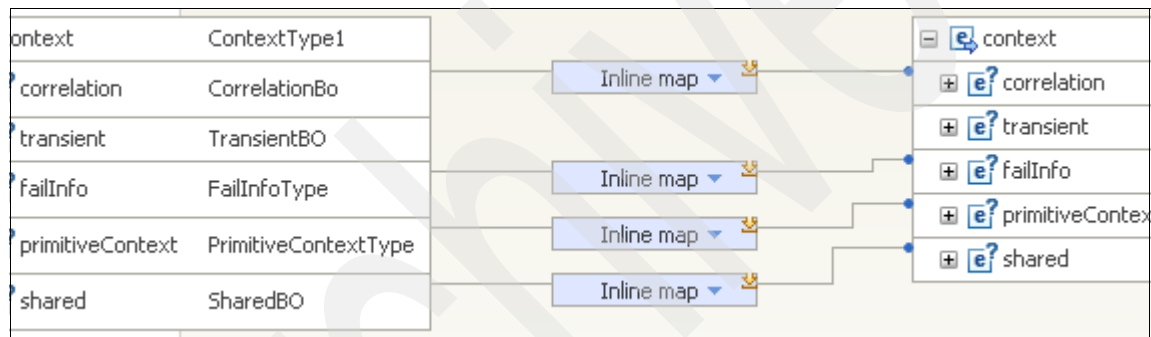 ontext ContextType1
correlation CorrelationBo
transient TransientBO
failInfo FailInfoType
primitiveContext PrimitiveContextType
shared SharedBO
Inline map
Inline map
Inline map
Inline map
context
correlation
transient
failInfo
primitiveContex
shared